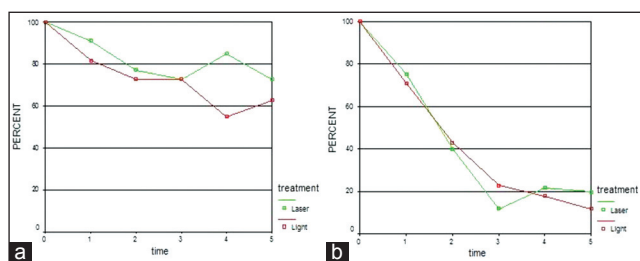 100
80
60
40
20
0
PERCENT
0 1 2 3 4 5
time
treatment
Laser
Light
a
100
80
60
40
20
0
PERCENT
0 1 2 3 4 5
time
treatment
Laser
Light
b